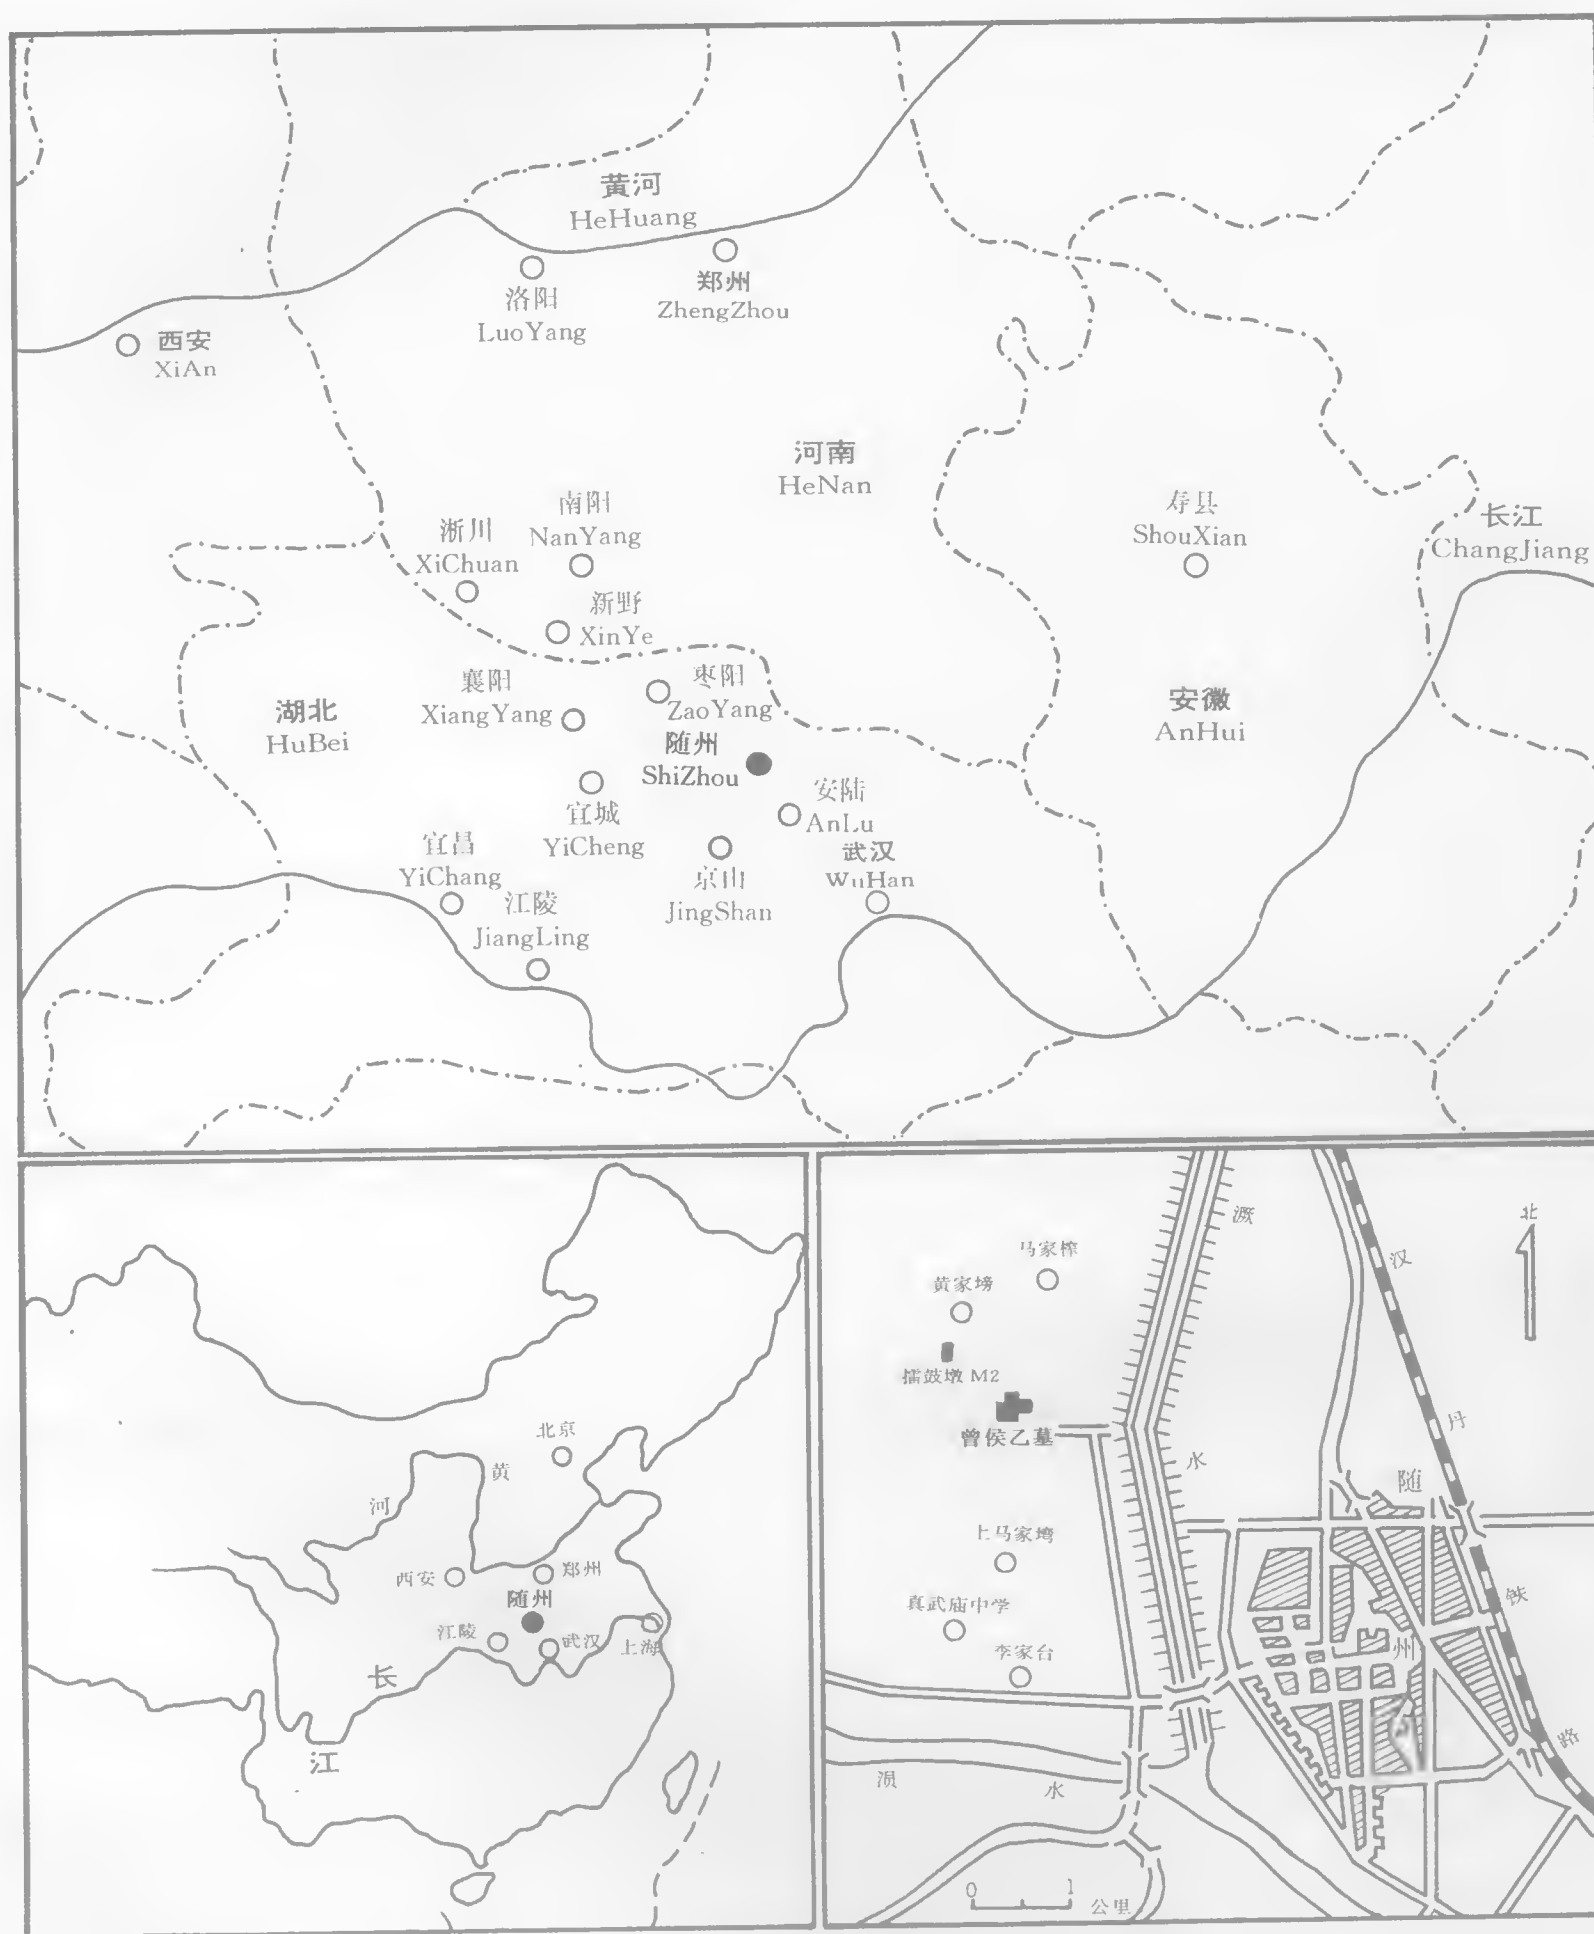 黄河
HeHuang
洛阳
LuoYang
郑州
ZhengZhou
西安
XiAn
河南
HeNan
淅川
XiChuan
南阳
NanYang
寿县
ShouXian
长江
ChangJiang
新野
XinYe
襄阳
XiangYang
枣阳
ZaoYang
湖北
HuBei
安徽
AnHui
随州
ShiZhou
宜城
YiCheng
安陆
AnLu
宜昌
YiChang
京山
JingShan
武汉
WuHan
江陵
JiangLing
北京
黄
河
西安
郑州
随州
江陵
武汉
上海
长
江
北
㵐
汉
马家榨
黄家塝
擂鼓墩 M2
曾侯乙墓
丹
水
随
上马家塆
真武庙中学
铁
李家台
州
路
涢
水
0 1
公里